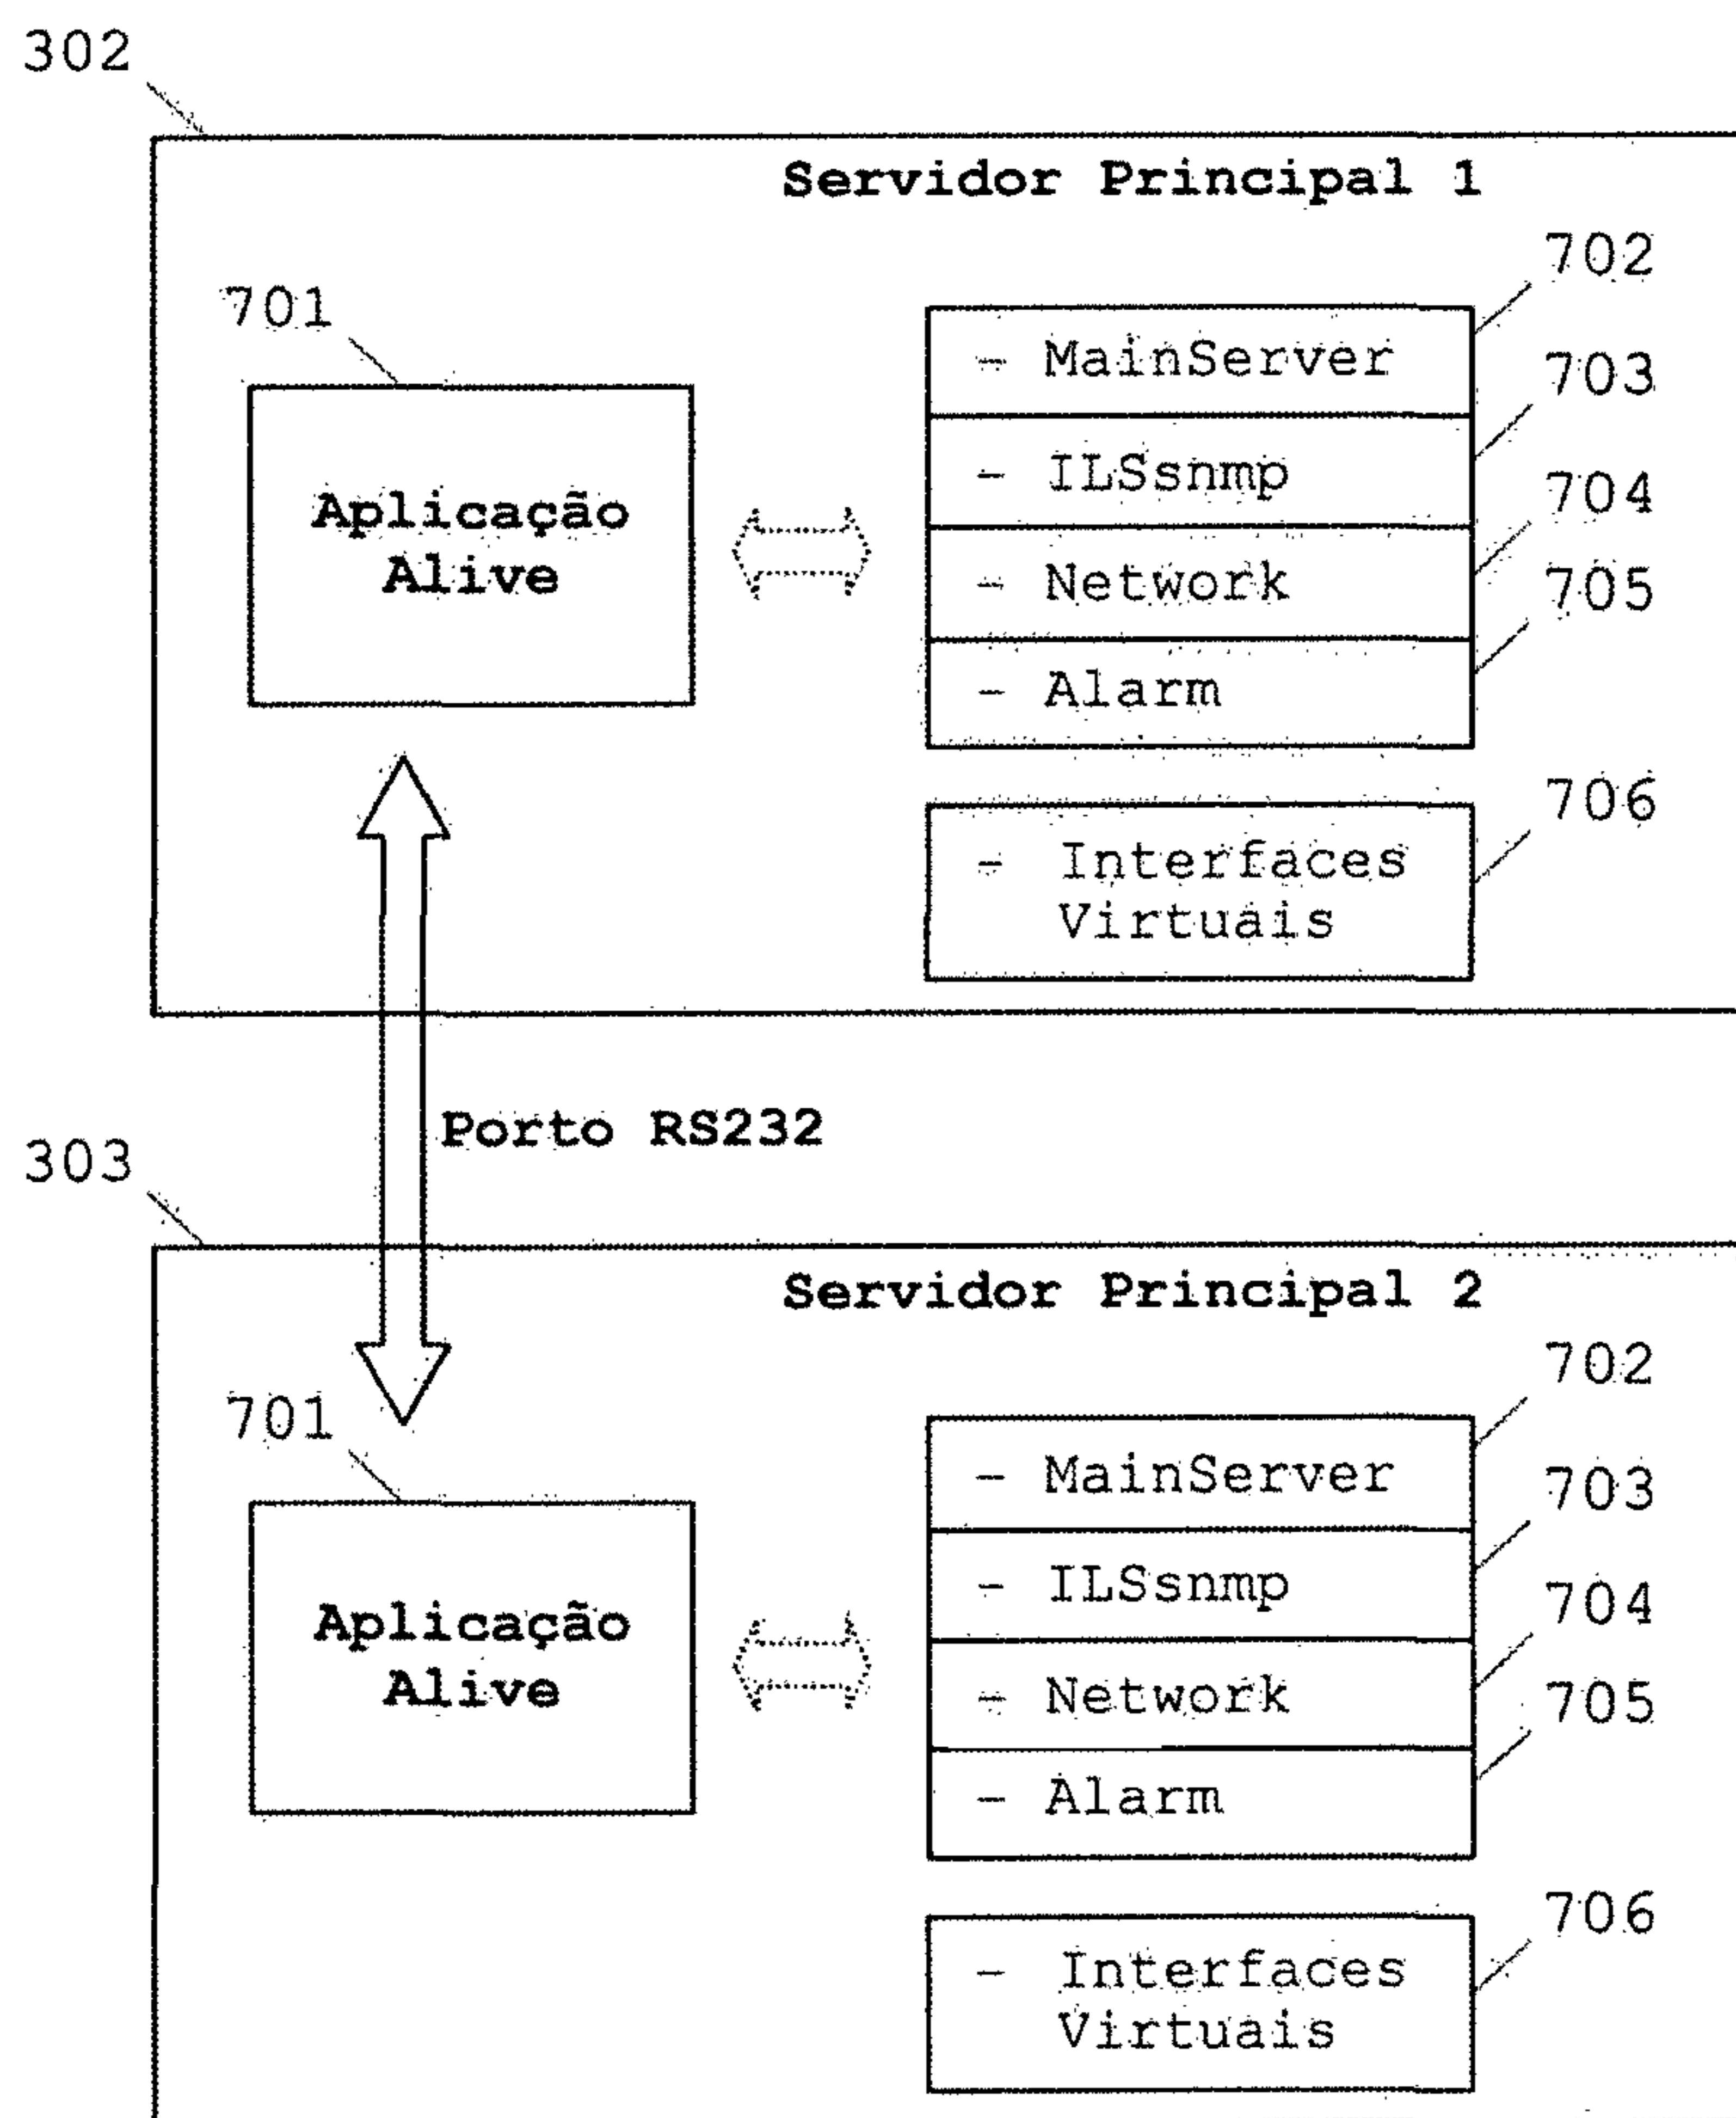 302
Servidor Principal 1
702
701
- MainServer
703
- ILSsnmp
704
Aplicação
Alive
- Network
705
- Alarm
706
- Interfaces
Virtuais
Porto RS232
303
Servidor Principal 2
702
701
- MainServer
703
- ILSsnmp
704
Aplicação
Alive
- Network
705
- Alarm
706
- Interfaces
Virtuais